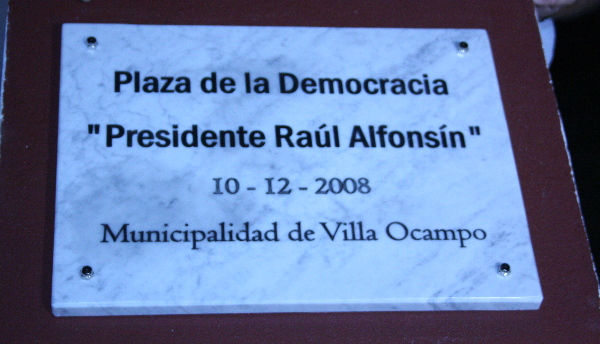 Plaza de la Democracia
"Presidente Raúl Alfonsín"
10 - 12 - 2008
Municipalidad de Villa Ocampo